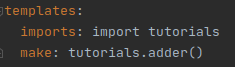 templates:
  imports: import tutorials
  make: tutorials.adder()